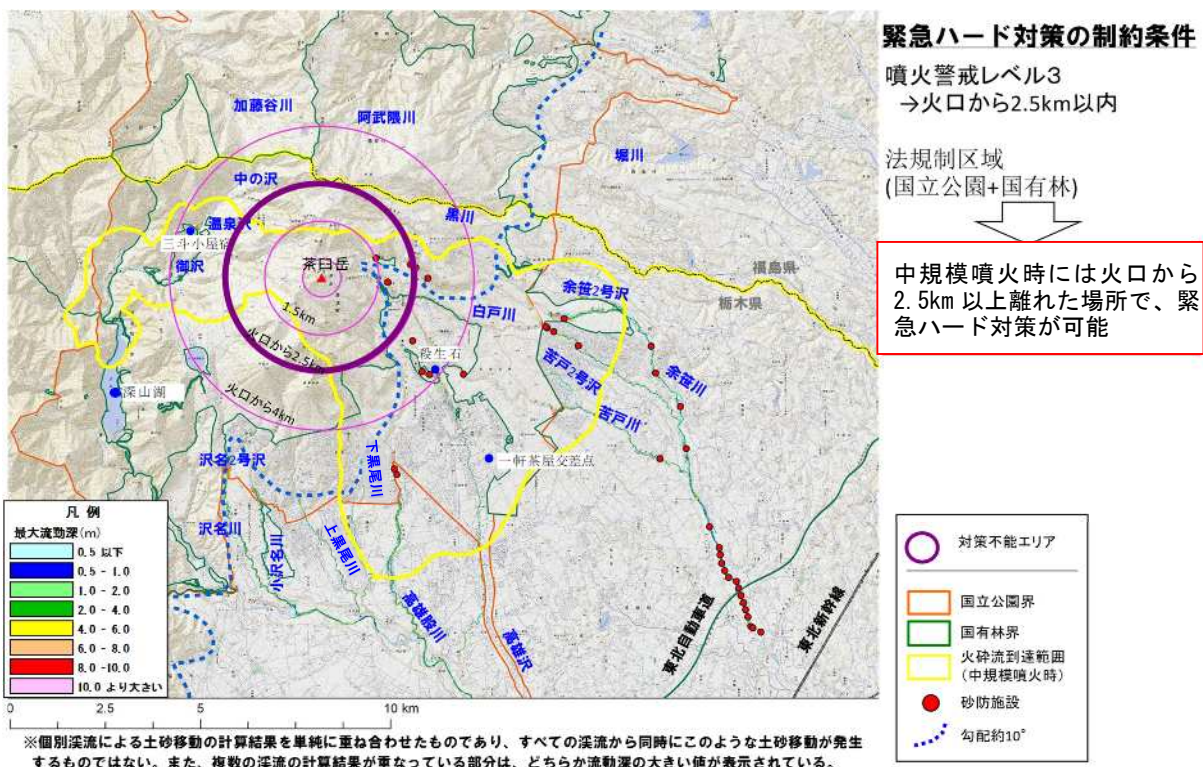 緊急ハード対策の制約条件
噴火警戒レベル3
→火口から2.5km以内
法規制区域
(国立公園+国有林)
中規模噴火時には火口から
2.5km 以上離れた場所で、緊
急ハード対策が可能
加藤谷川
阿武隈川
堀川
中の沢
黒川
温泉沢
三斗小屋宿
御沢
茶臼岳
福島県
栃木県
余笹2号沢
白戸川
1.5km
火口から2.5km
殺生石
苦戸2号沢
余笹川
深山湖
火口から4km
苦戸川
沢名2号沢
下黒尾川
一軒茶屋交差点
沢名川
小沢名川
上黒尾川
高雄股川
高雄沢
東北自動車道
東北新幹線
凡 例
最大流動深(m)
0.5 以下
0.5 - 1.0
1.0 - 2.0
2.0 - 4.0
4.0 - 6.0
6.0 - 8.0
8.0 -10.0
10.0 より大きい
対策不能エリア
国立公園界
国有林界
火砕流到達範囲
(中規模噴火時)
砂防施設
勾配約10°
0 2.5 5 10 km
※個別渓流による土砂移動の計算結果を単純に重ね合わせたものであり、すべての渓流から同時にこのような土砂移動が発生
するものではない。また、複数の渓流の計算結果が重なっている部分は、どちらか流動深の大きい値が表示されている。